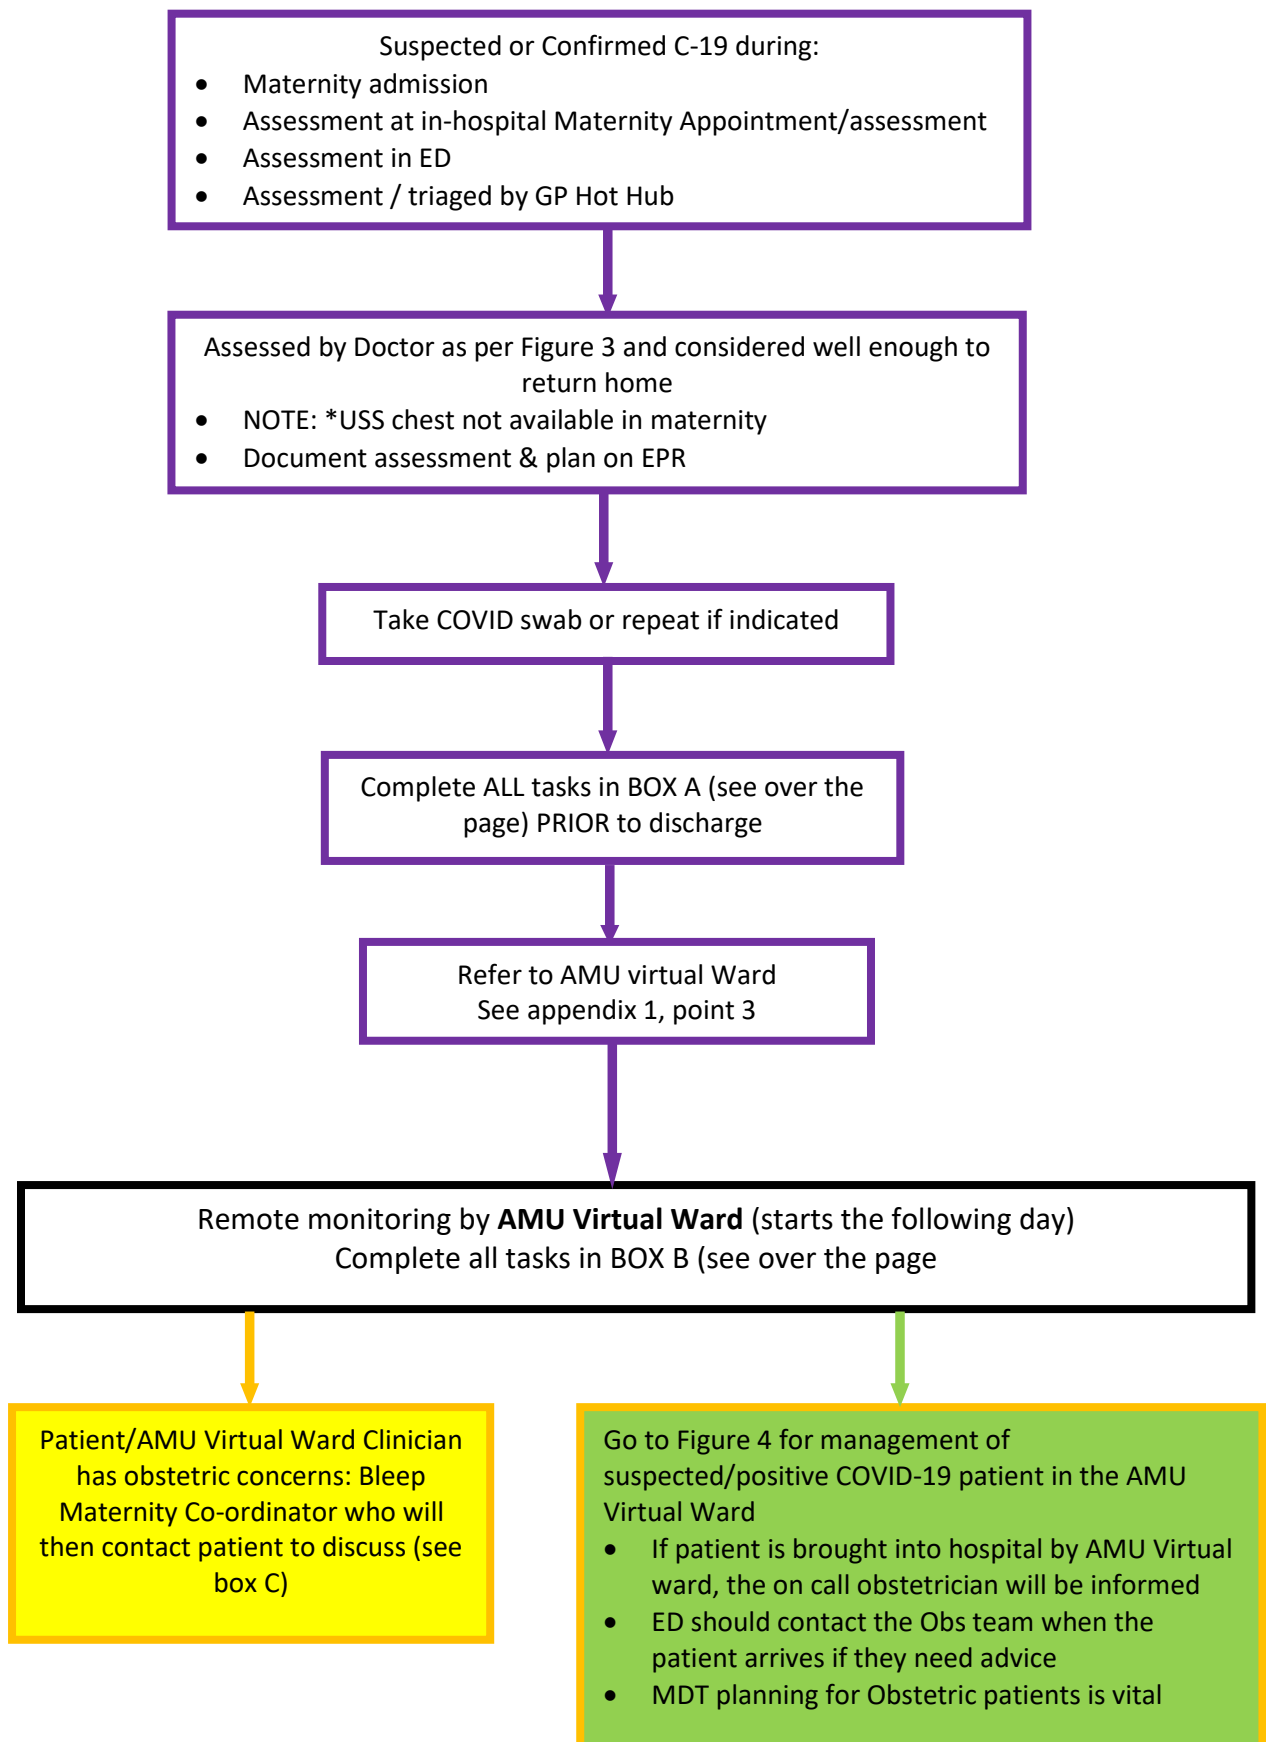 Suspected or Confirmed C-19 during:
• Maternity admission
• Assessment at in-hospital Maternity Appointment/assessment
• Assessment in ED
• Assessment / triaged by GP Hot Hub
Assessed by Doctor as per Figure 3 and considered well enough to
return home
• NOTE: *USS chest not available in maternity
• Document assessment & plan on EPR
Take COVID swab or repeat if indicated
Complete ALL tasks in BOX A (see over the
page) PRIOR to discharge
Refer to AMU virtual Ward
See appendix 1, point 3
Remote monitoring by AMU Virtual Ward (starts the following day)
Complete all tasks in BOX B (see over the page
Patient/AMU Virtual Ward Clinician
has obstetric concerns: Bleep
Maternity Co-ordinator who will
then contact patient to discuss (see
box C)
Go to Figure 4 for management of
suspected/positive COVID-19 patient in the AMU
Virtual Ward
• If patient is brought into hospital by AMU Virtual
ward, the on call obstetrician will be informed
• ED should contact the Obs team when the
patient arrives if they need advice
• MDT planning for Obstetric patients is vital